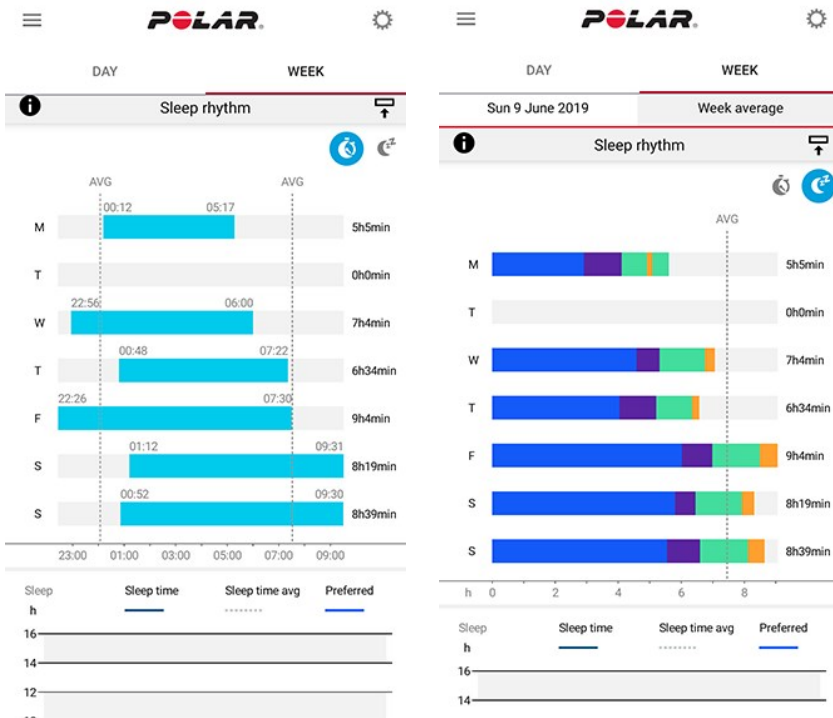 POLAR.
DAY WEEK
Sleep rhythm
AVG AVG
00:12 05:17
M 5h5min
T 0h0min
22:56 06:00
W 7h4min
00:48 07:22
T 6h34min
22:26 07:30
F 9h4min
01:12 09:31
S 8h19min
00:52 09:30
S 8h39min
23:00 01:00 03:00 05:00 07:00 09:00
Sleep Sleep time Sleep time avg Preferred
h
16
14
12
POLAR.
DAY WEEK
Sun 9 June 2019 Week average
Sleep rhythm
AVG
M 5h5min
T 0h0min
W 7h4min
T 6h34min
F 9h4min
S 8h19min
S 8h39min
h 0 2 4 6 8
Sleep Sleep time Sleep time avg Preferred
h
16
14